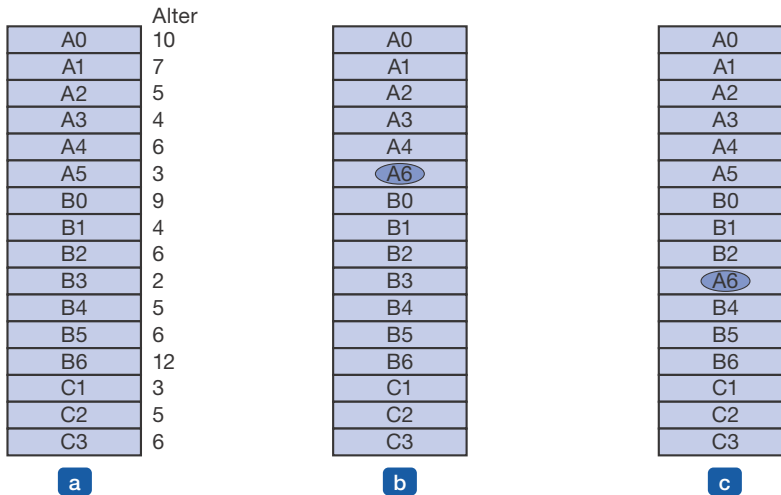 Alter
A0 10 A0 A0
A1 7 A1 A1
A2 5 A2 A2
A3 4 A3 A3
A4 6 A4 A4
A5 3 A6 A5
B0 9 B0 B0
B1 4 B1 B1
B2 6 B2 B2
B3 2 B3 A6
B4 5 B4 B4
B5 6 B5 B5
B6 12 B6 B6
C1 3 C1 C1
C2 5 C2 C2
C3 6 C3 C3
a b c